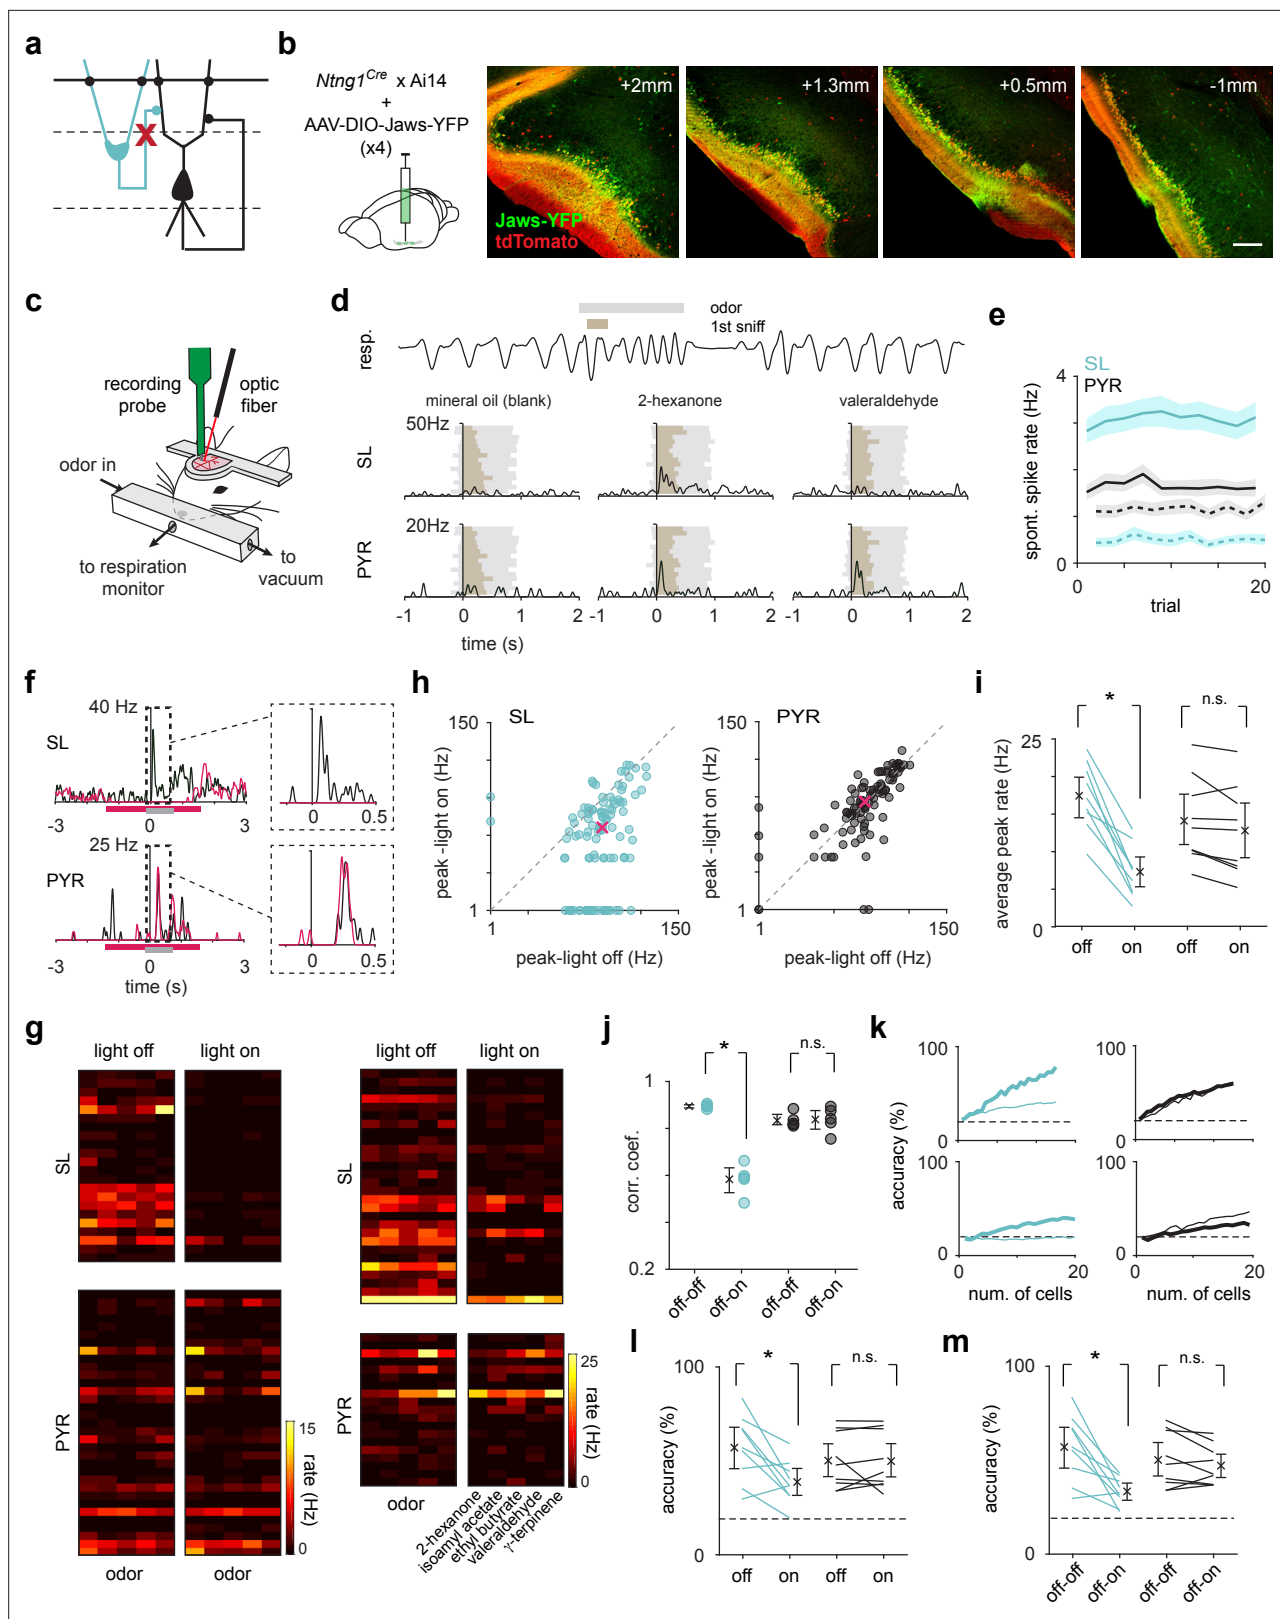 a
b
Ntng1Cre x Ai14
+
AAV-DIO-Jaws-YFP
(x4)
+2mm
+1.3mm
+0.5mm
-1mm
Jaws-YFP
tdTomato
c
recording
probe
optic
fiber
odor in
to respiration
monitor
to
vacuum
d
odor
1st sniff
resp.
mineral oil (blank)
2-hexanone
valeraldehyde
50Hz
SL
20Hz
PYR
-1 0 1 2
-1 0 1 2
-1 0 1 2
time (s)
e
SL
PYR
4
0
spont. spike rate (Hz)
0 20
trial
f
40 Hz
SL
-3 0 3
0 0.5
25 Hz
PYR
-3 0 3
time (s)
0 0.5
h
150
SL
peak -light on (Hz)
1
1 150
peak-light off (Hz)
150
PYR
peak -light on (Hz)
1
1 150
peak-light off (Hz)
i
* n.s.
25
average peak rate (Hz)
0
off on off on
g
light off light on
SL
PYR
odor odor
15
rate (Hz)
0
light off light on
SL
PYR
odor
2-hexanone
isoamyl acetate
ethyl butyrate
valeraldehyde
γ-terpinene
25
rate (Hz)
0
j
* n.s.
1
corr. coef.
0.2
off-off off-on off-off off-on
k
100
0
100
0
100
0
100
0
accuracy (%)
0 20
num. of cells
0 20
num. of cells
l
* n.s.
100
accuracy (%)
0
off on off on
m
* n.s.
100
accuracy (%)
0
off-off off-on off-off off-on